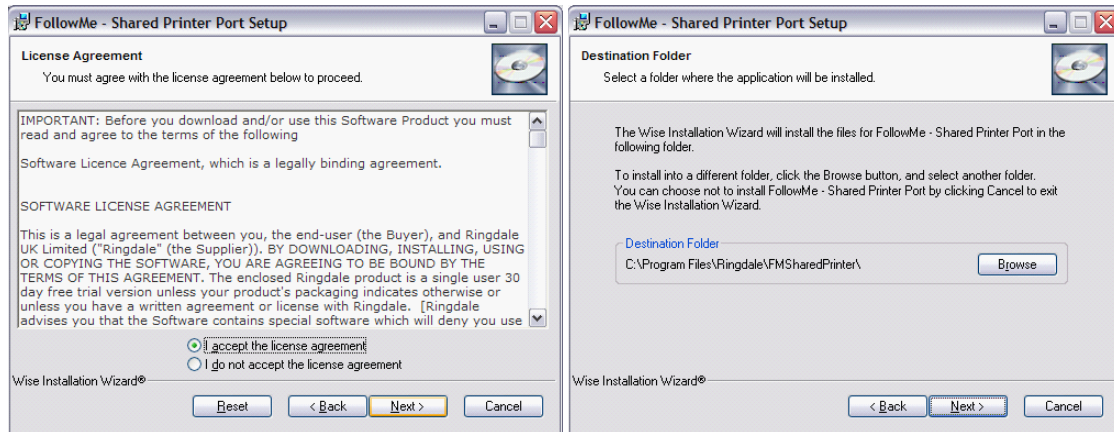 FollowMe - Shared Printer Port Setup
License Agreement
You must agree with the license agreement below to proceed.
IMPORTANT: Before you download and/or use this Software Product you must
read and agree to the terms of the following
Software Licence Agreement, which is a legally binding agreement.
SOFTWARE LICENSE AGREEMENT
This is a legal agreement between you, the end-user (the Buyer), and Ringdale
UK Limited ("Ringdale" (the Supplier)). BY DOWNLOADING, INSTALLING, USING
OR COPYING THE SOFTWARE, YOU ARE AGREEING TO BE BOUND BY THE
TERMS OF THIS AGREEMENT. The enclosed Ringdale product is a single user 30
day free trial version unless your product's packaging indicates otherwise or
unless you have a written agreement or license with Ringdale. [Ringdale
advises you that the Software contains special software which will deny you use
I accept the license agreement
I do not accept the license agreement
Wise Installation Wizard®
Reset
< Back
Next >
Cancel
FollowMe - Shared Printer Port Setup
Destination Folder
Select a folder where the application will be installed.
The Wise Installation Wizard will install the files for FollowMe - Shared Printer Port in the
following folder.
To install into a different folder, click the Browse button, and select another folder.
You can choose not to install FollowMe - Shared Printer Port by clicking Cancel to exit
the Wise Installation Wizard.
Destination Folder
C:\Program Files\Ringdale\FMSharedPrinter\
Browse
Wise Installation Wizard®
< Back
Next >
Cancel